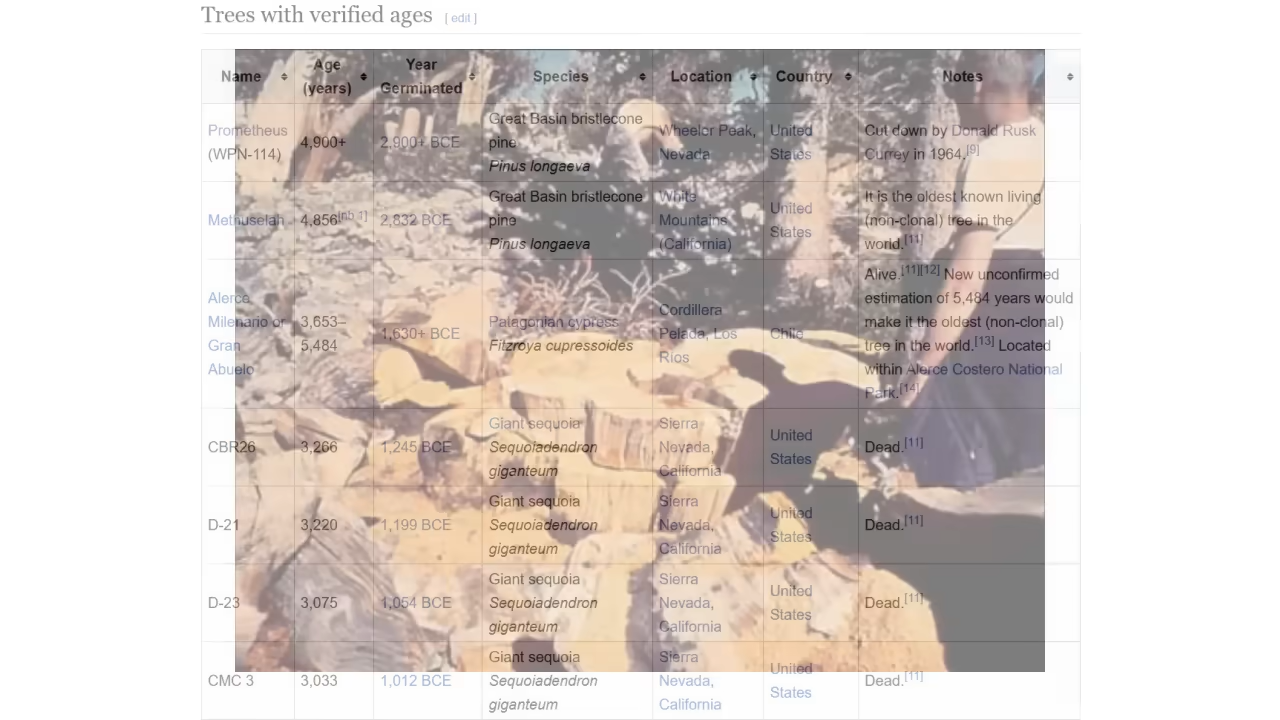 Trees with verified ages [ edit ]
Name Age (years) Year Germinated Species Location Country Notes
Prometheus (WPN-114) 4,900+ 2,900+ BCE Great Basin bristlecone pine Pinus longaeva Wheeler Peak, Nevada United States Cut down by Donald Rusk Currey in 1964.[9]
Methuselah 4,856[nb 1] 2,832 BCE Great Basin bristlecone pine Pinus longaeva White Mountains (California) United States It is the oldest known living (non-clonal) tree in the world.[11]
Alerce Milenario or Gran Abuelo 3,653–5,484 1,630+ BCE Patagonian cypress Fitzroya cupressoides Cordillera Pelada, Los Ríos Chile Alive.[11][12] New unconfirmed estimation of 5,484 years would make it the oldest (non-clonal) tree in the world.[13] Located within Alerce Costero National Park.[14]
CBR26 3,266 1,245 BCE Giant sequoia Sequoiadendron giganteum Sierra Nevada, California United States Dead.[11]
D-21 3,220 1,199 BCE Giant sequoia Sequoiadendron giganteum Sierra Nevada, California United States Dead.[11]
D-23 3,075 1,054 BCE Giant sequoia Sequoiadendron giganteum Sierra Nevada, California United States Dead.[11]
CMC 3 3,033 1,012 BCE Giant sequoia Sequoiadendron giganteum Sierra Nevada, California United States Dead.[11]